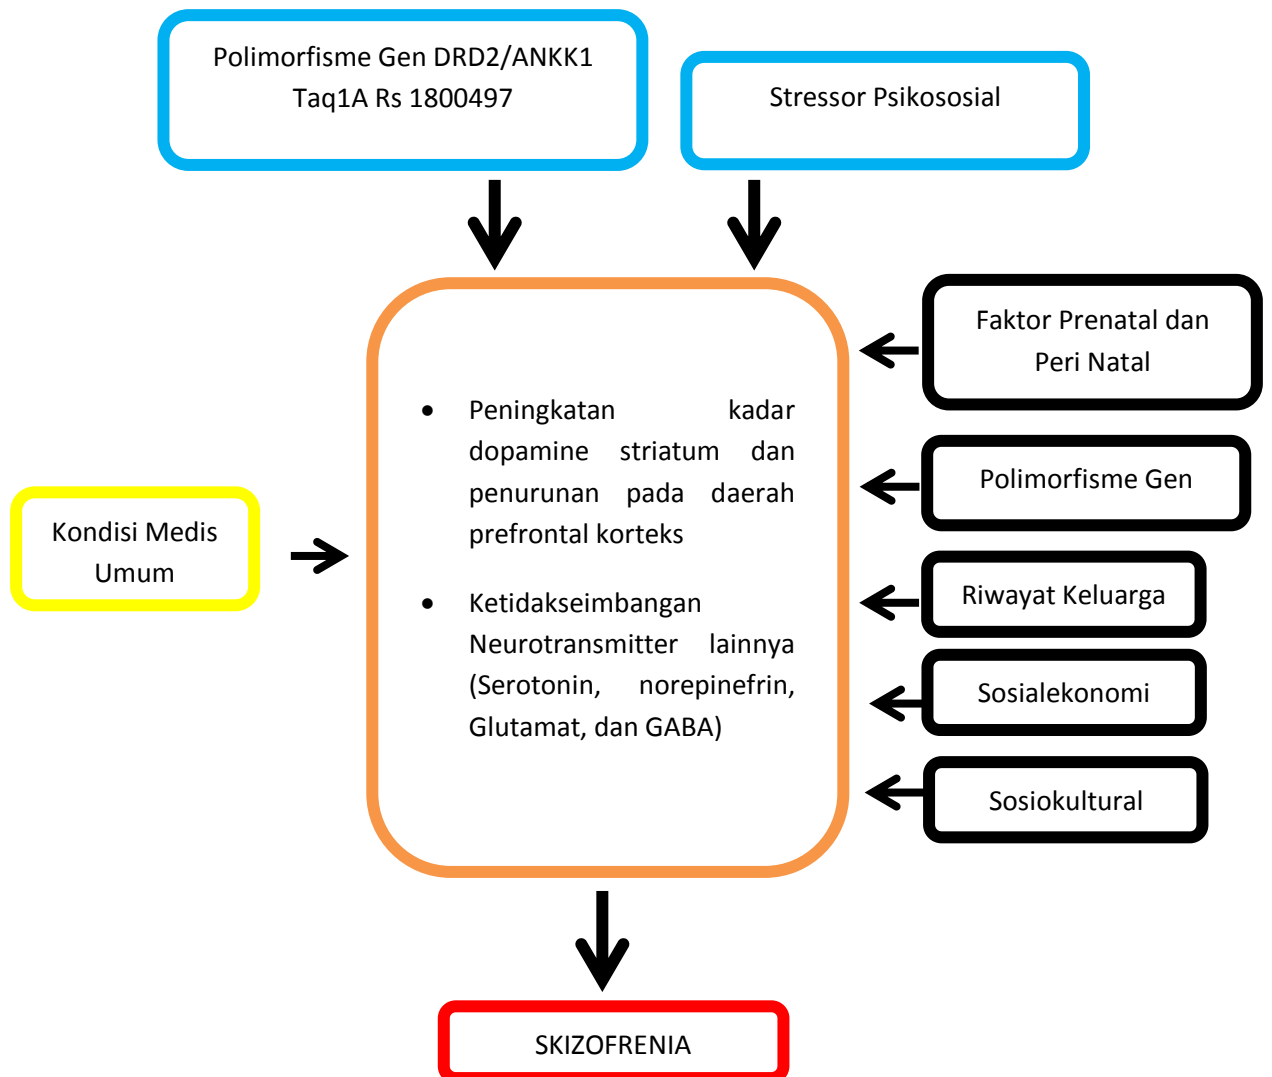 Polimorfisme Gen DRD2/ANKK1
Taq1A Rs 1800497
Stressor Psikososial
Faktor Prenatal dan
Peri Natal
• Peningkatan kadar
dopamine striatum dan
penurunan pada daerah
prefrontal korteks
Polimorfisme Gen
Kondisi Medis
Umum
• Ketidakseimbangan
Neurotransmitter lainnya
(Serotonin, norepinefrin,
Glutamat, dan GABA)
Riwayat Keluarga
Sosialekonomi
Sosiokultural
SKIZOFRENIA